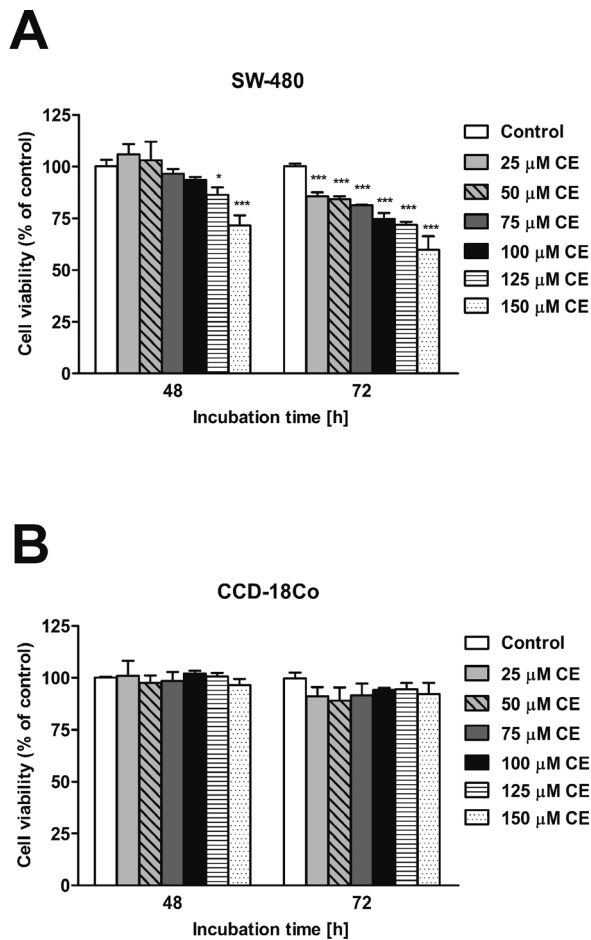 A
SW-480
Cell viability (% of control)
125
100
75
50
25
0
*
***
***
***
***
***
***
***
48
72
Incubation time [h]
Control
25 μM CE
50 μM CE
75 μM CE
100 μM CE
125 μM CE
150 μM CE
B
CCD-18Co
Cell viability (% of control)
125
100
75
50
25
0
48
72
Incubation time [h]
Control
25 μM CE
50 μM CE
75 μM CE
100 μM CE
125 μM CE
150 μM CE